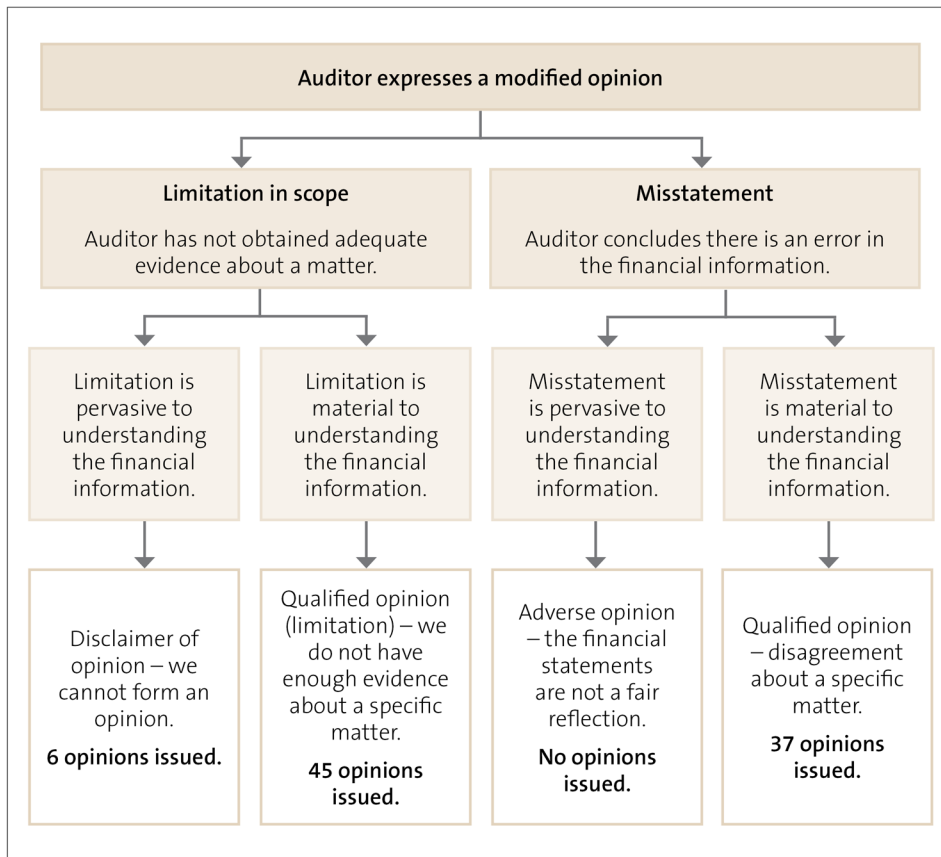 Auditor expresses a modified opinion
Limitation in scope
Auditor has not obtained adequate
evidence about a matter.
Misstatement
Auditor concludes there is an error in
the financial information.
Limitation is
pervasive to
understanding
the financial
information.
Limitation is
material to
understanding
the financial
information.
Misstatement
is pervasive to
understanding
the financial
information.
Misstatement
is material to
understanding
the financial
information.
Disclaimer of
opinion – we
cannot form an
opinion.
6 opinions issued.
Qualified opinion
(limitation) – we
do not have
enough evidence
about a specific
matter.
45 opinions
issued.
Adverse opinion
– the financial
statements
are not a fair
reflection.
No opinions
issued.
Qualified opinion
– disagreement
about a specific
matter.
37 opinions
issued.